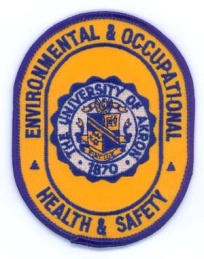 ENVIRONMENTAL & OCCUPATIONAL
THE UNIVERSITY OF AKRON
1870
HEALTH & SAFETY